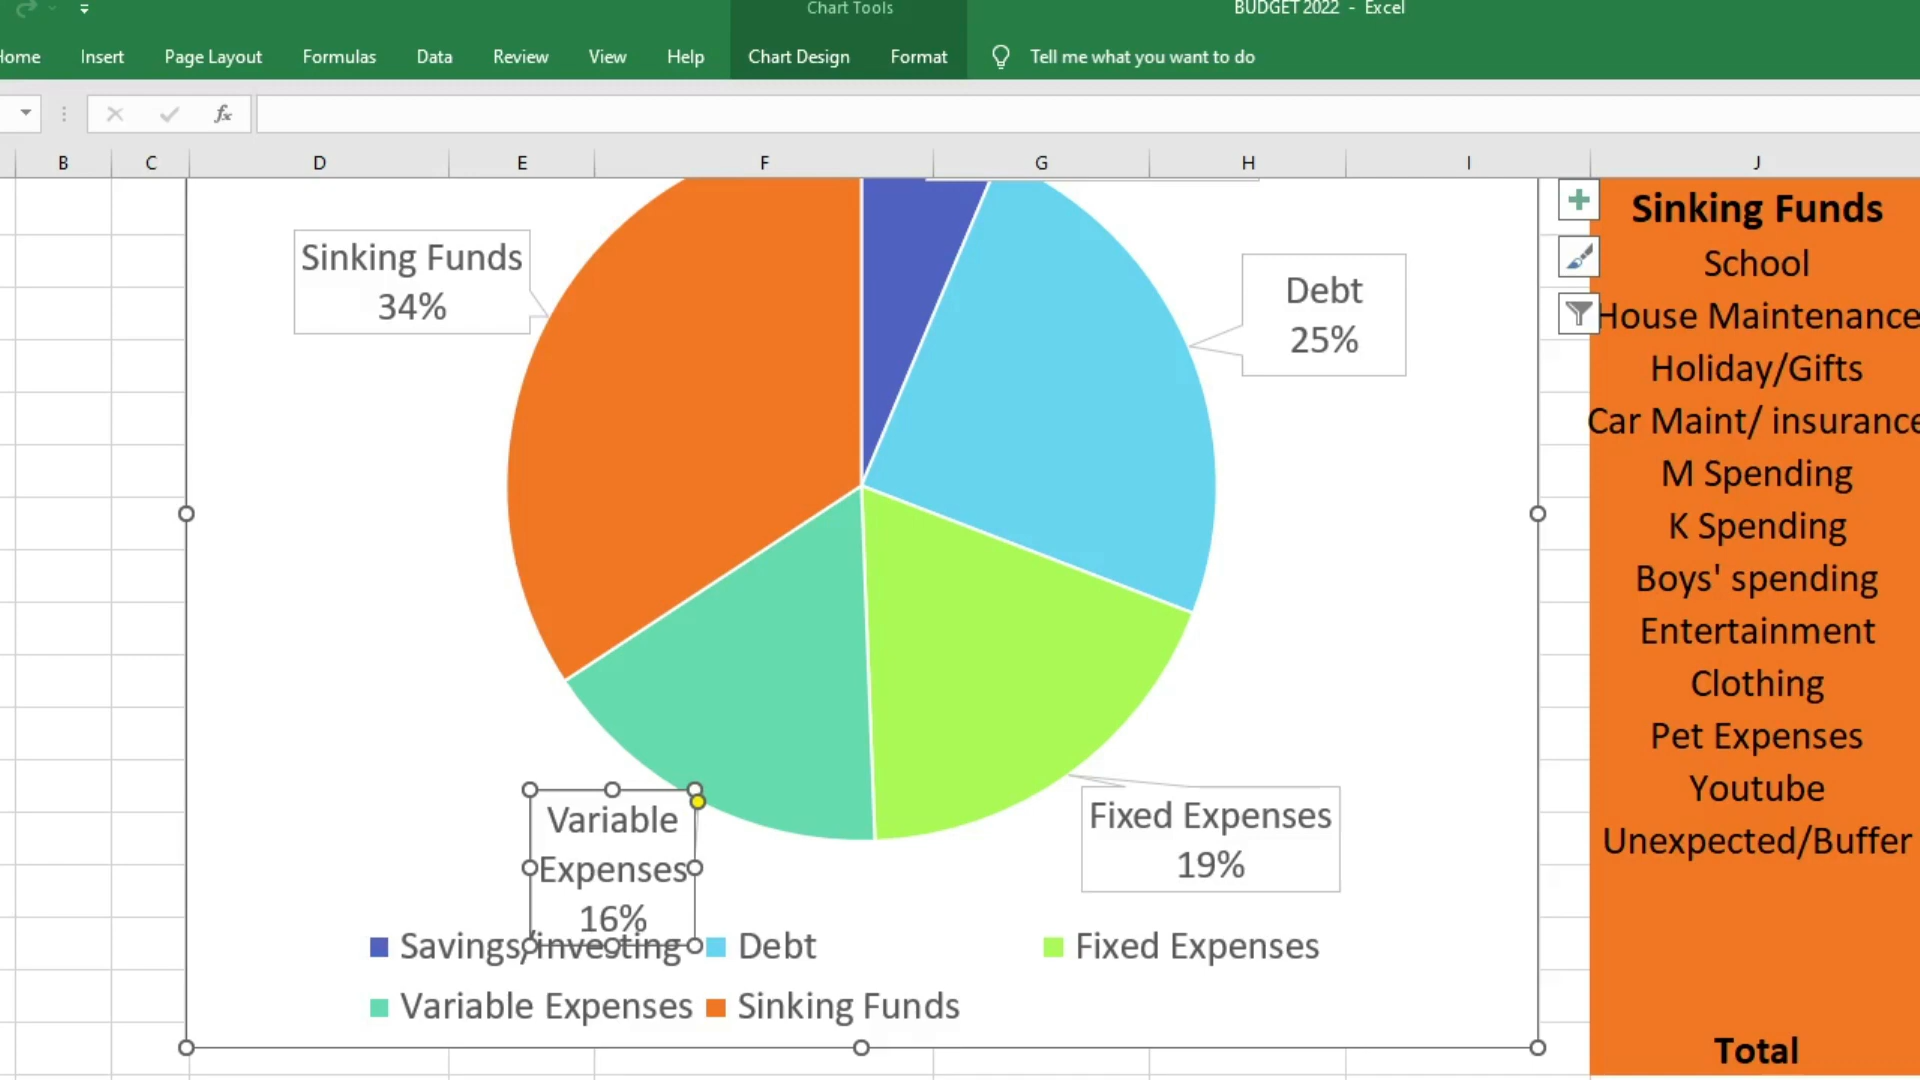 Chart Tools
BUDGET 2022 - Excel
Home Insert Page Layout Formulas Data Review View Help Chart Design Format Tell me what you want to do
fx
B C D E F G H I J
Sinking Funds
34%
Debt
25%
Variable
Expenses
16%
Fixed Expenses
19%
Savings/investing Debt Fixed Expenses
Variable Expenses Sinking Funds
Sinking Funds
School
House Maintenance
Holiday/Gifts
Car Maint/ insurance
M Spending
K Spending
Boys' spending
Entertainment
Clothing
Pet Expenses
Youtube
Unexpected/Buffer
Total